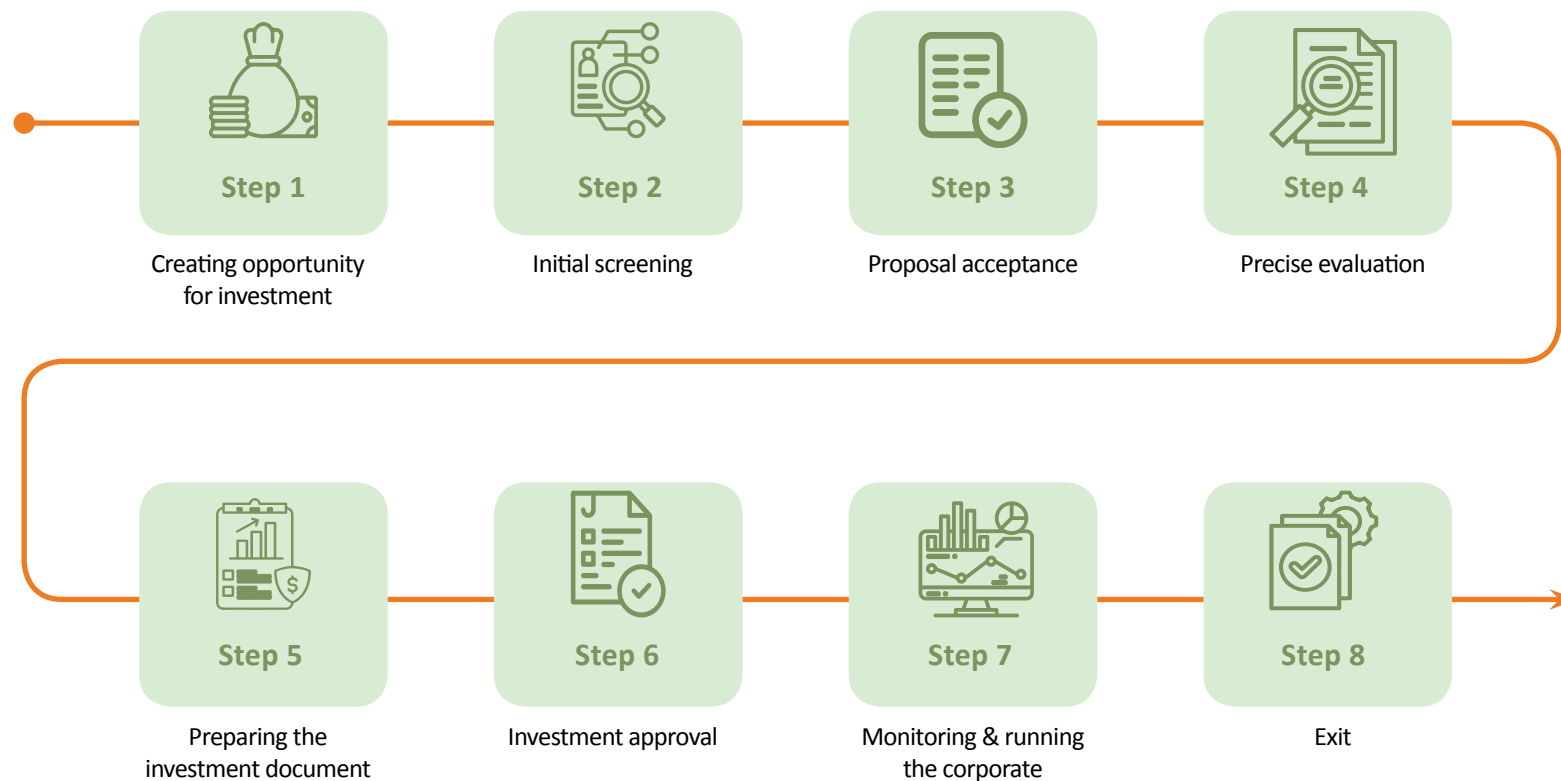 Step 1
Creating opportunity
for investment
Step 2
Initial screening
Step 3
Proposal acceptance
Step 4
Precise evaluation
$
Step 5
Preparing the
investment document
Step 6
Investment approval
Step 7
Monitoring & running
the corporate
Step 8
Exit